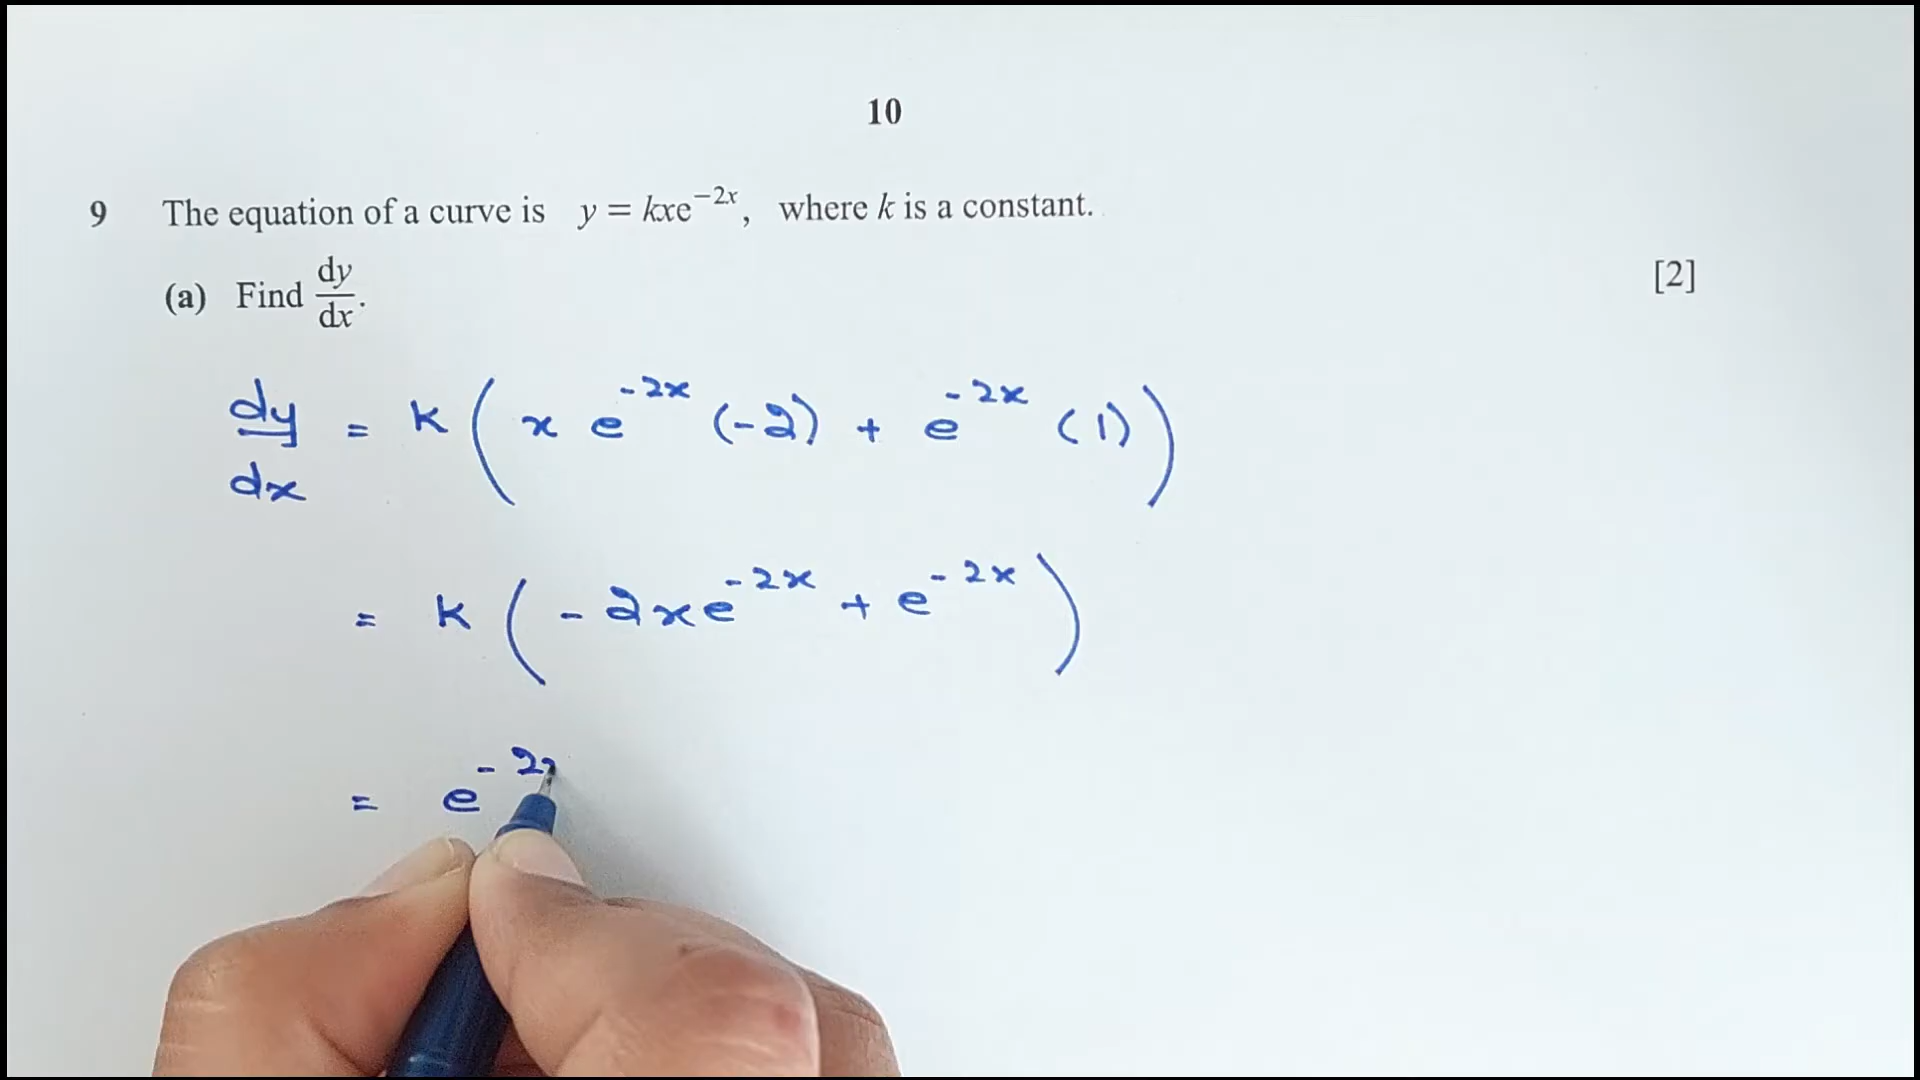 10
9 The equation of a curve is y = kxe^{-2x}, where k is a constant.
(a) Find dy/dx. [2]
dy/dx = k ( x e^{-2x} (-2) + e^{-2x} (1) )
= k ( -2xe^{-2x} + e^{-2x} )
= e^{-2x}